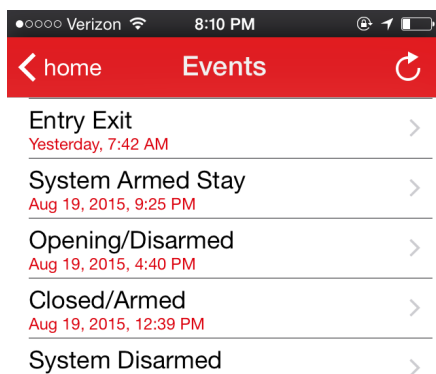 Verizon 8:10 PM
home Events
Entry Exit
Yesterday, 7:42 AM
System Armed Stay
Aug 19, 2015, 9:25 PM
Opening/Disarmed
Aug 19, 2015, 4:40 PM
Closed/Armed
Aug 19, 2015, 12:39 PM
System Disarmed